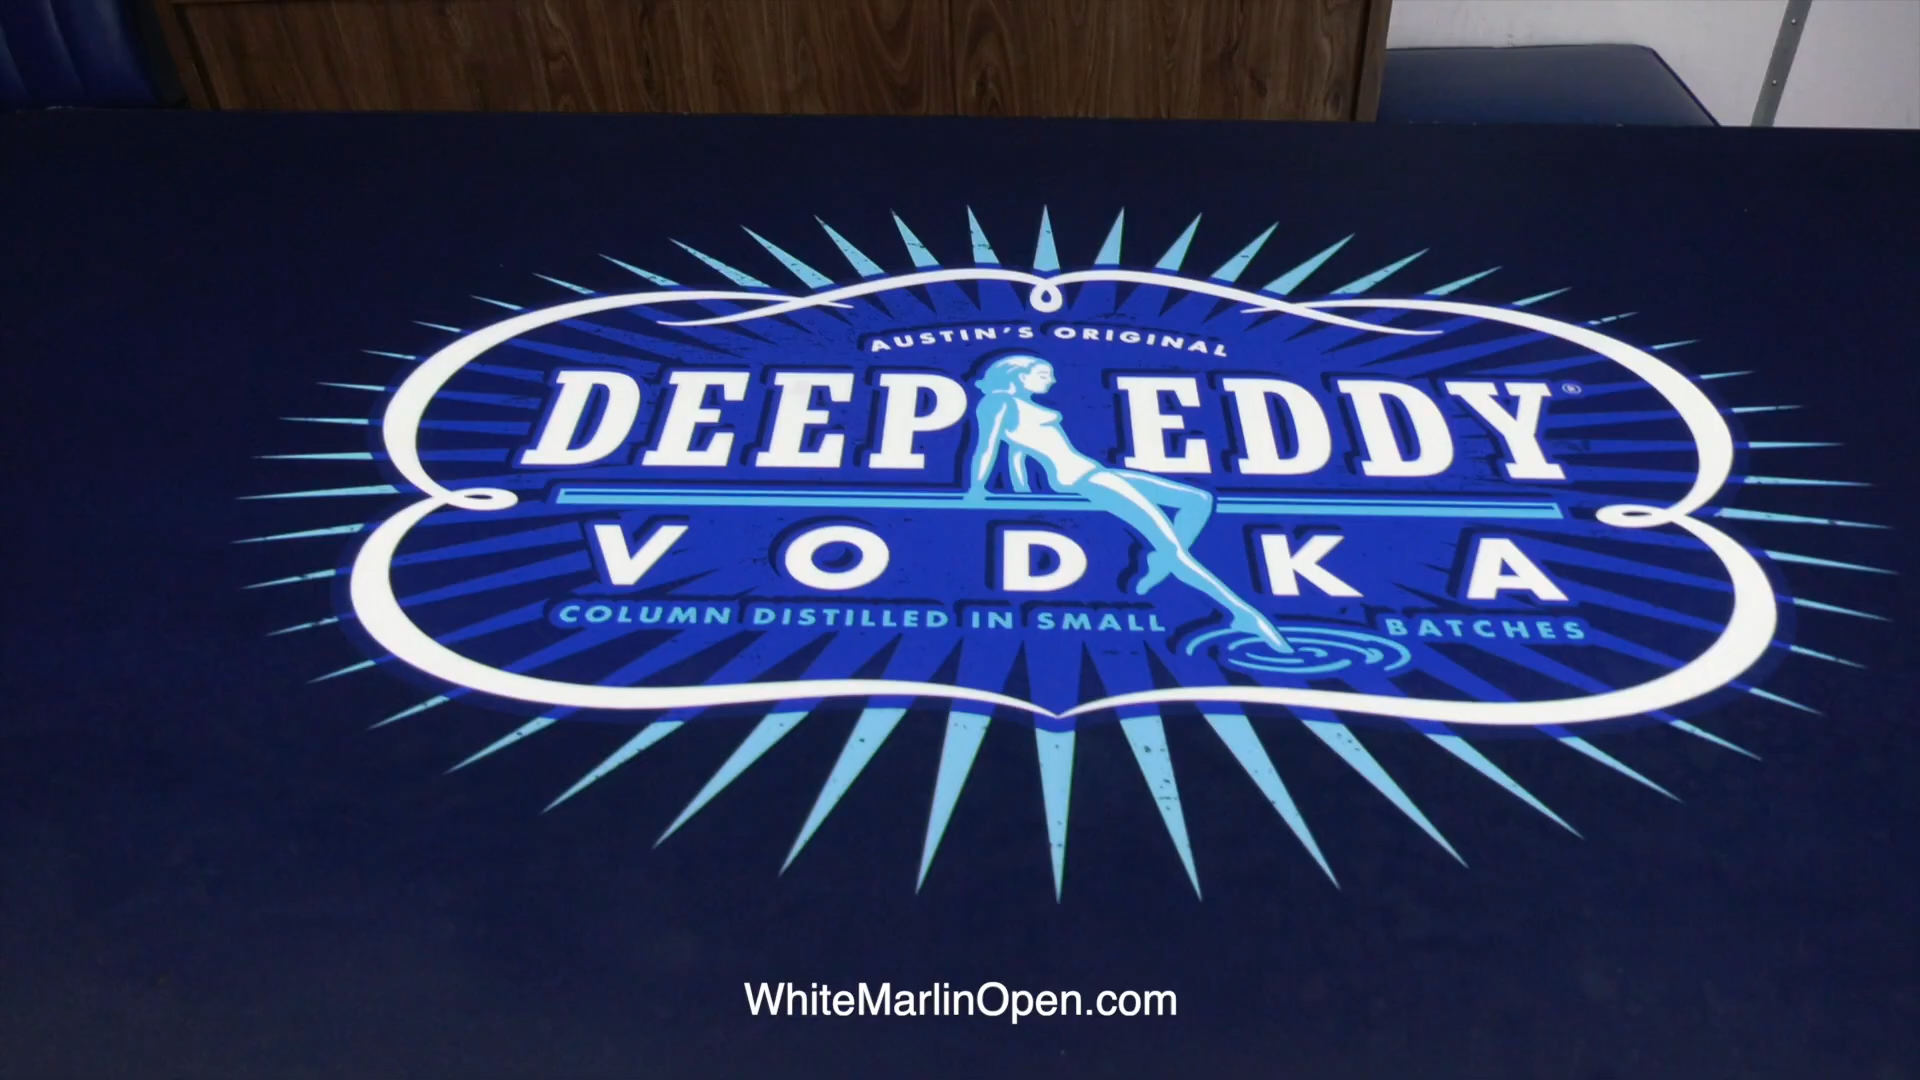 AUSTIN'S ORIGINAL
DEEP EDDY®
VODKA
COLUMN DISTILLED IN SMALL BATCHES
WhiteMarlinOpen.com